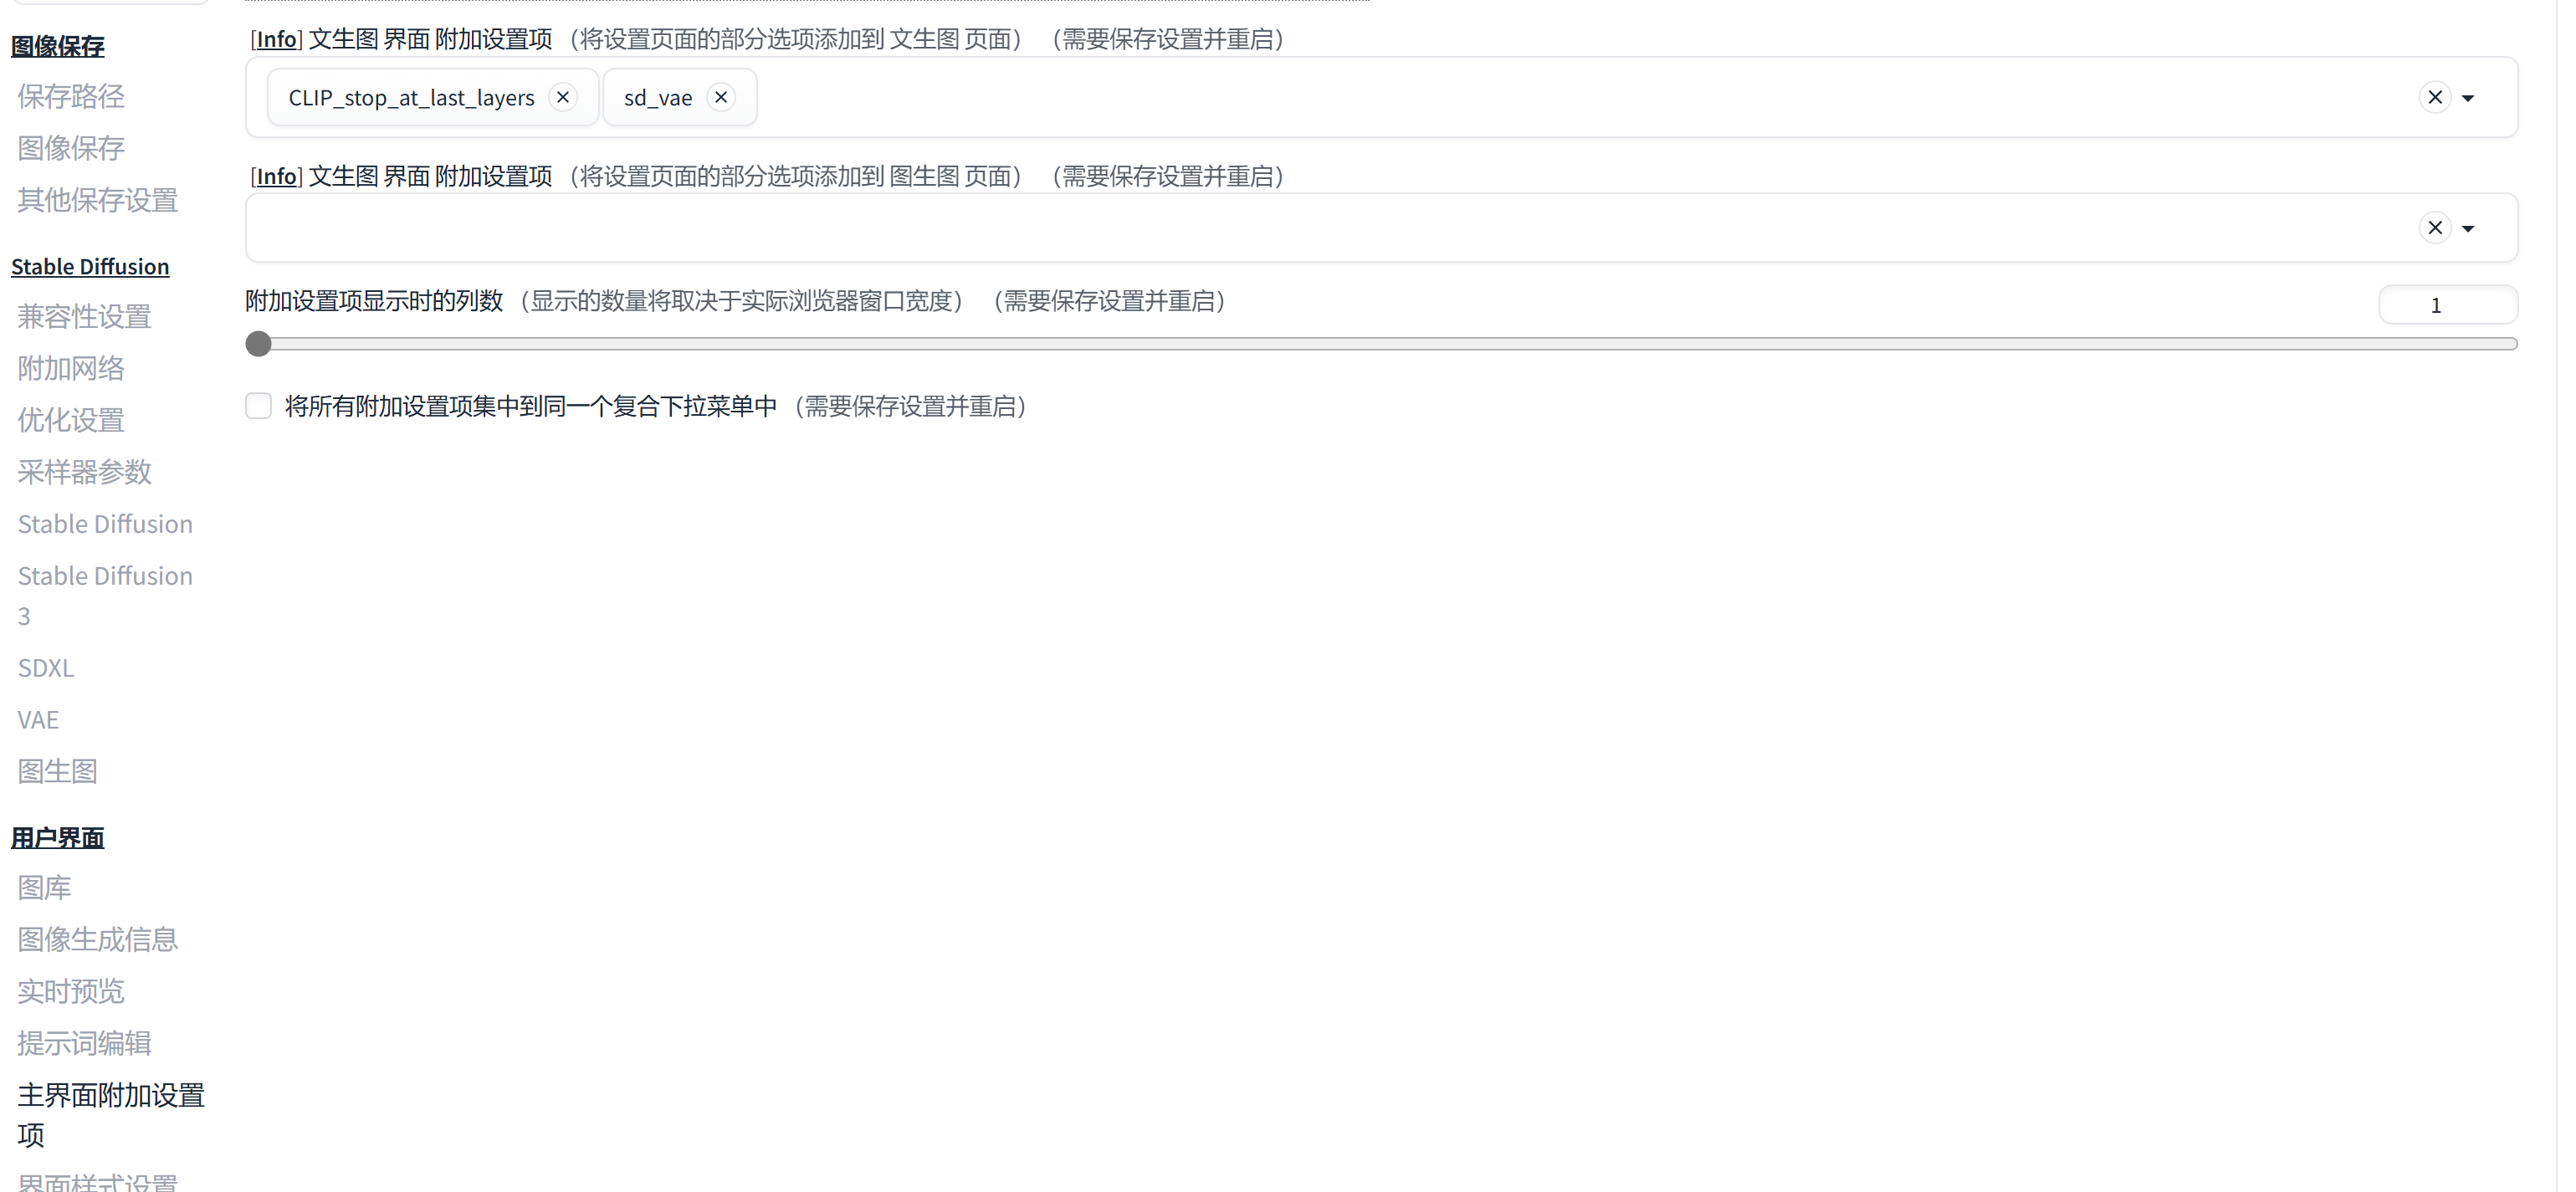 图像保存
保存路径
图像保存
其他保存设置
Stable Diffusion
兼容性设置
附加网络
优化设置
采样器参数
Stable Diffusion
Stable Diffusion
3
SDXL
VAE
图生图
用户界面
图库
图像生成信息
实时预览
提示词编辑
主界面附加设置
项
界面样式设置
[Info] 文生图 界面 附加设置项 （将设置页面的部分选项添加到 文生图 页面） （需要保存设置并重启）
CLIP_stop_at_last_layers sd_vae
[Info] 文生图 界面 附加设置项 （将设置页面的部分选项添加到 图生图 页面） （需要保存设置并重启）
附加设置项显示时的列数 （显示的数量将取决于实际浏览器窗口宽度） （需要保存设置并重启） 1
将所有附加设置项集中到同一个复合下拉菜单中 （需要保存设置并重启）